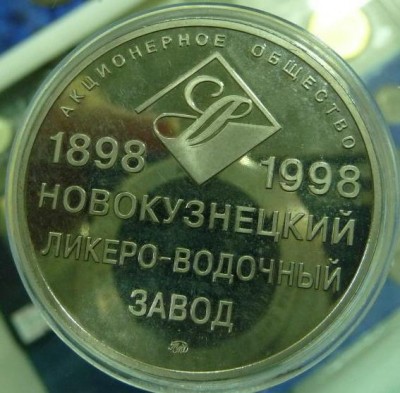 АКЦИОНЕРНОЕ ОБЩЕСТВО
1898 1998
НОВОКУЗНЕЦКИЙ
ЛИКЕРО-ВОДОЧНЫЙ
ЗАВОД